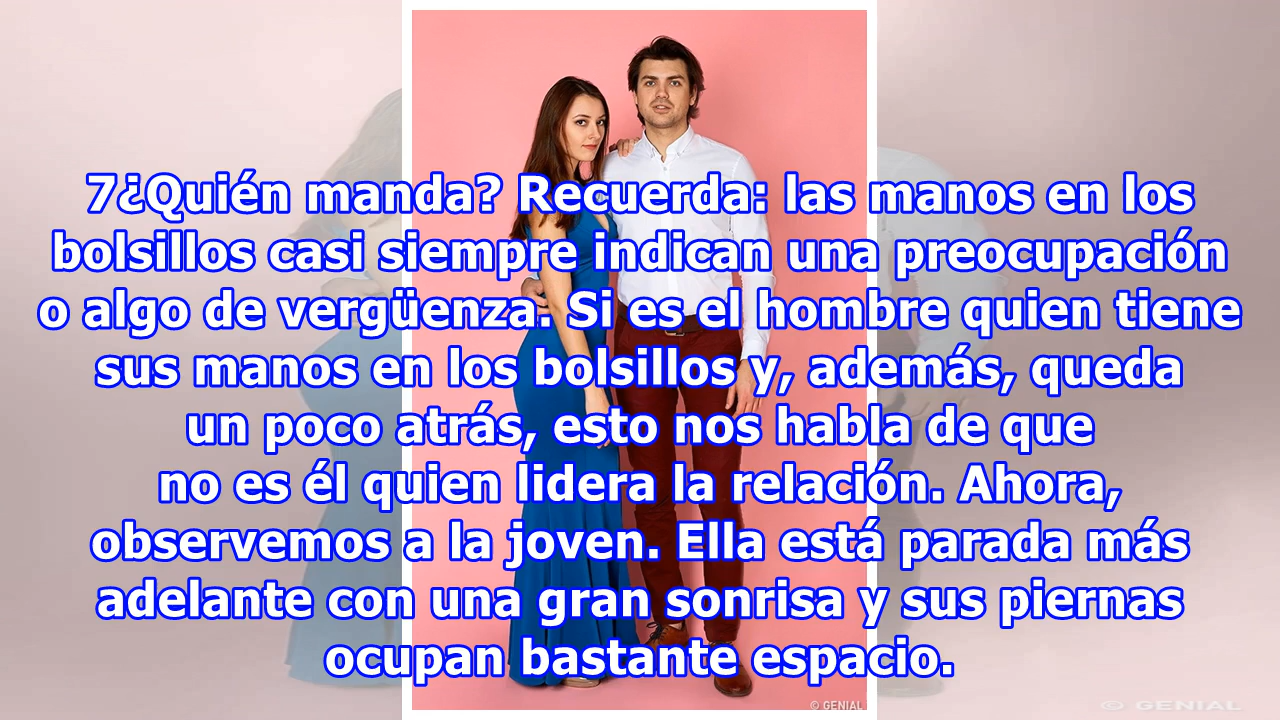 7¿Quién manda? Recuerda: las manos en los
bolsillos casi siempre indican una preocupación
o algo de vergüenza. Si es el hombre quien tiene
sus manos en los bolsillos y, además, queda
un poco atrás, esto nos habla de que
no es él quien lidera la relación. Ahora,
observemos a la joven. Ella está parada más
adelante con una gran sonrisa y sus piernas
ocupan bastante espacio.
© GENIAL
© GENIAL